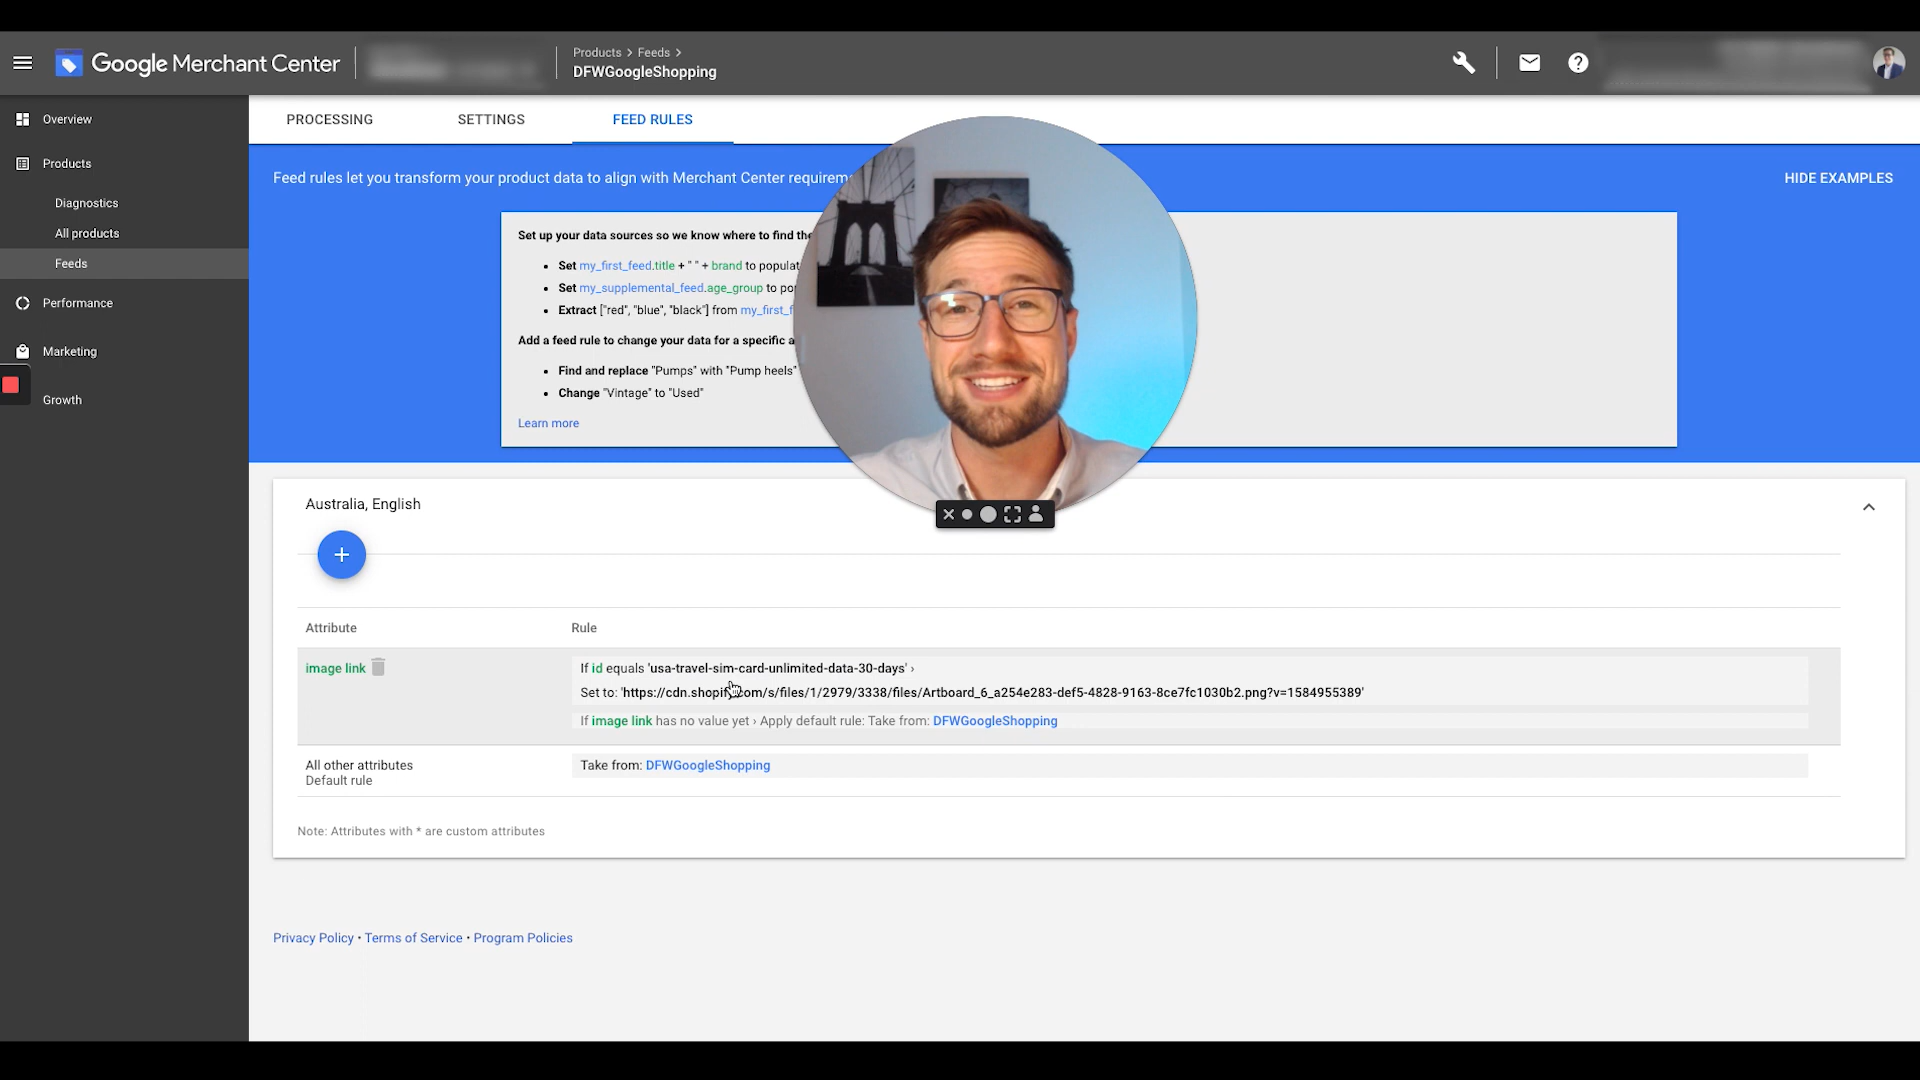 Google Merchant Center
Products > Feeds >
DFWGoogleShopping
Overview
Products
Diagnostics
All products
Feeds
Performance
Marketing
Growth
PROCESSING
SETTINGS
FEED RULES
Feed rules let you transform your product data to align with Merchant Center
HIDE EXAMPLES
Set up your data sources so we know where to find
Set my_first_feed.title + " " + brand to
Set my_supplemental_feed.age_group to
Extract ["red", "blue", "black"] from
Add a feed rule to change your data for a specific
Find and replace "Pumps" with "Pump heels"
Change "Vintage" to "Used"
Learn more
Australia, English
+
Attribute
Rule
image link
If id equals 'usa-travel-sim-card-unlimited-data-30-days' ›
Set to: 'https://cdn.shopify.com/s/files/1/2979/3338/files/Artboard_6_a254e283-def5-4828-9163-8ce7fc1030b2.png?v=1584955389'
If image link has no value yet › Apply default rule: Take from: DFWGoogleShopping
All other attributes
Default rule
Take from: DFWGoogleShopping
Note: Attributes with * are custom attributes
Privacy Policy • Terms of Service • Program Policies